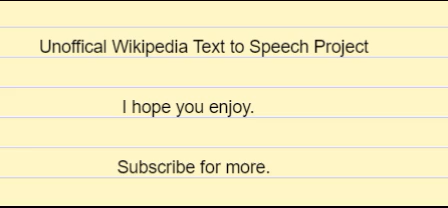 Unoffical Wikipedia Text to Speech Project
I hope you enjoy.
Subscribe for more.